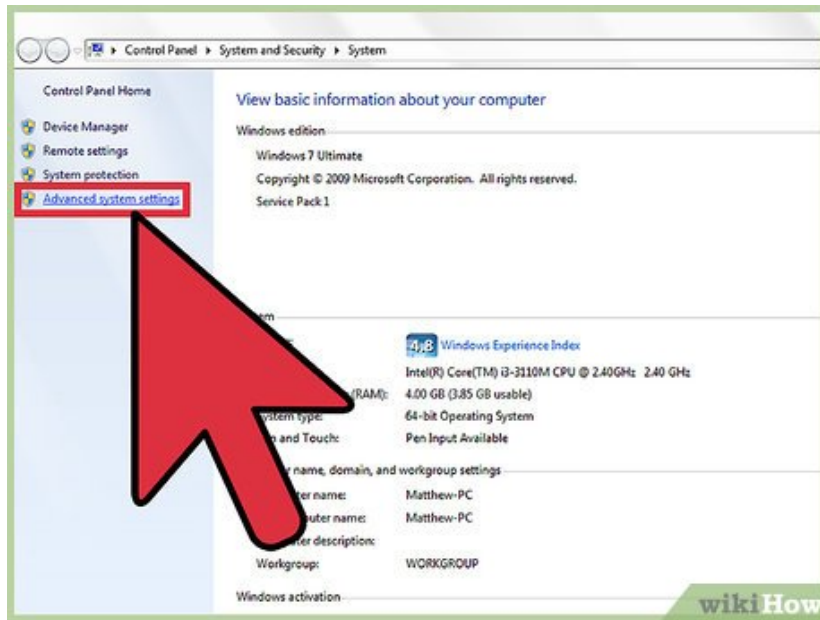 Control Panel ▸ System and Security ▸ System
Control Panel Home
Device Manager
Remote settings
System protection
Advanced system settings
View basic information about your computer
Windows edition
Windows 7 Ultimate
Copyright © 2009 Microsoft Corporation. All rights reserved.
Service Pack 1
4,8 Windows Experience Index
Intel(R) Core(TM) i3-3110M CPU @ 2.40GHz 2.40 GHz
(RAM): 4.00 GB (3.85 GB usable)
type: 64-bit Operating System
and Touch: Pen Input Available
name, domain, and workgroup settings
name: Matthew-PC
name: Matthew-PC
description:
Workgroup: WORKGROUP
Windows activation
wikiHow